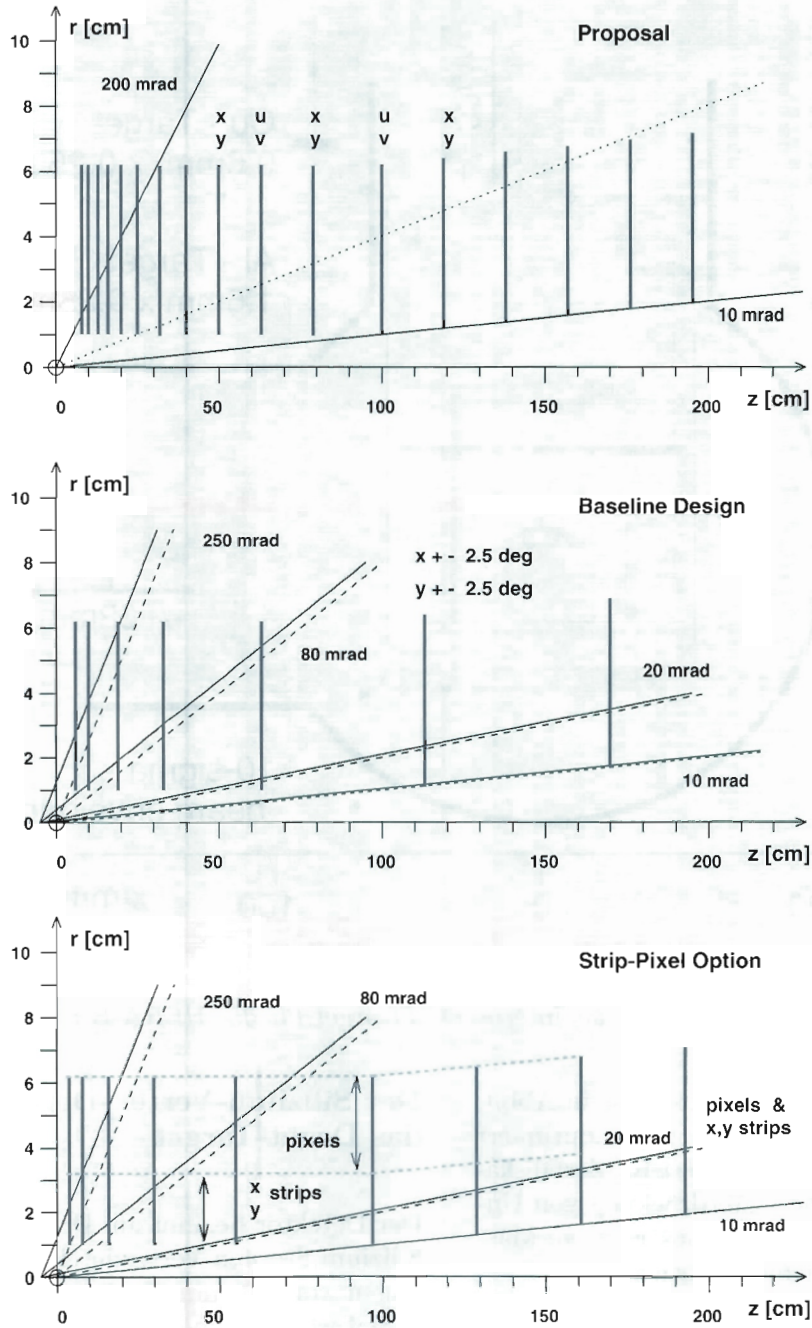 r [cm]
Proposal
10
200 mrad
8
x u x u x
y v y v y
6
4
2
10 mrad
0
0 50 100 150 200 z [cm]
r [cm]
10
Baseline Design
250 mrad
8
x + - 2.5 deg
y + - 2.5 deg
6
80 mrad
20 mrad
4
2
10 mrad
0
0 50 100 150 200 z [cm]
r [cm]
10
Strip-Pixel Option
250 mrad 80 mrad
8
6
pixels &
x,y strips
pixels
20 mrad
4
x
y strips
2
10 mrad
0
0 50 100 150 200 z [cm]